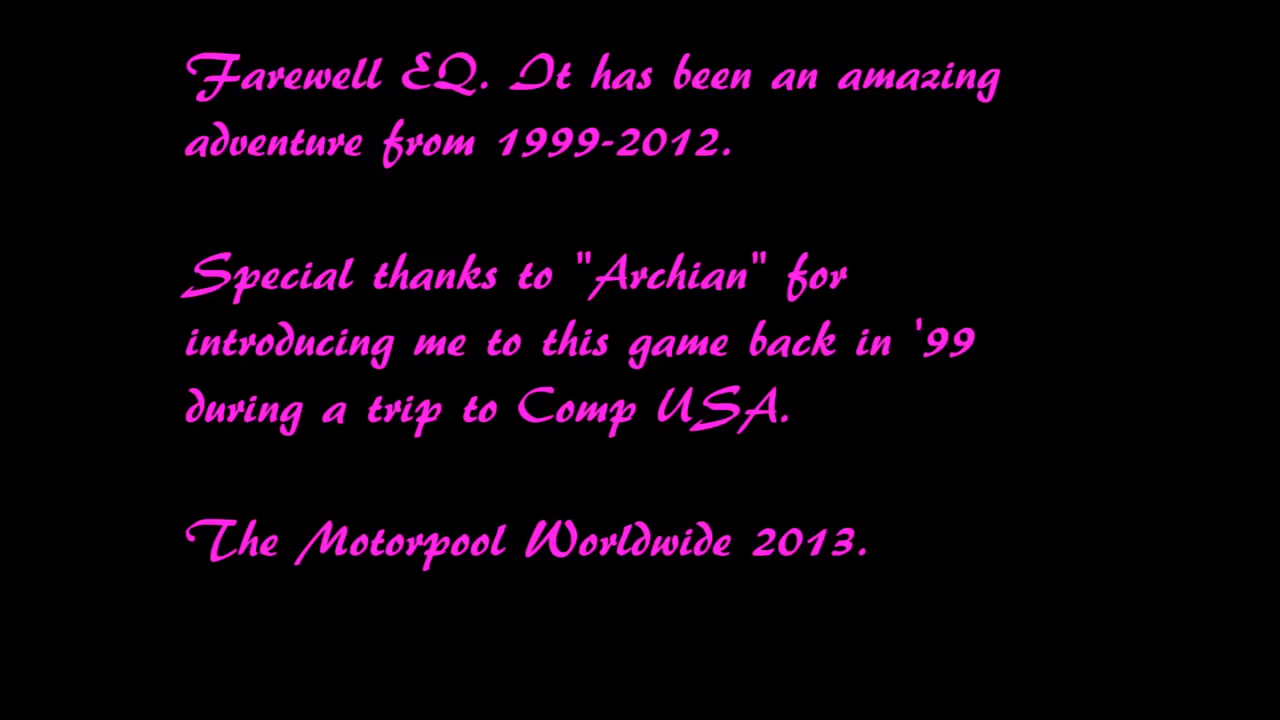 Farewell EQ. It has been an amazing
adventure from 1999-2012.
Special thanks to "Archian" for
introducing me to this game back in '99
during a trip to Comp USA.
The Motorpool Worldwide 2013.